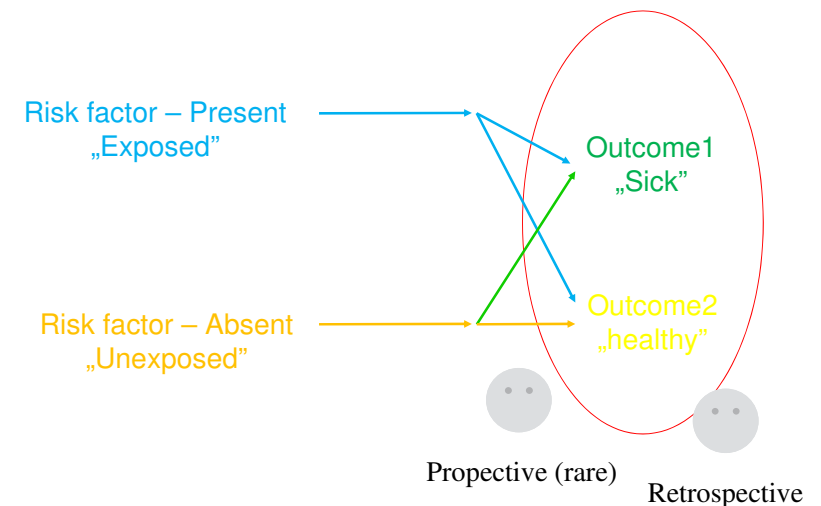 Risk factor – Present
„Exposed”
Outcome1
„Sick”
Risk factor – Absent
„Unexposed”
Outcome2
„healthy”
Propective (rare)
Retrospective